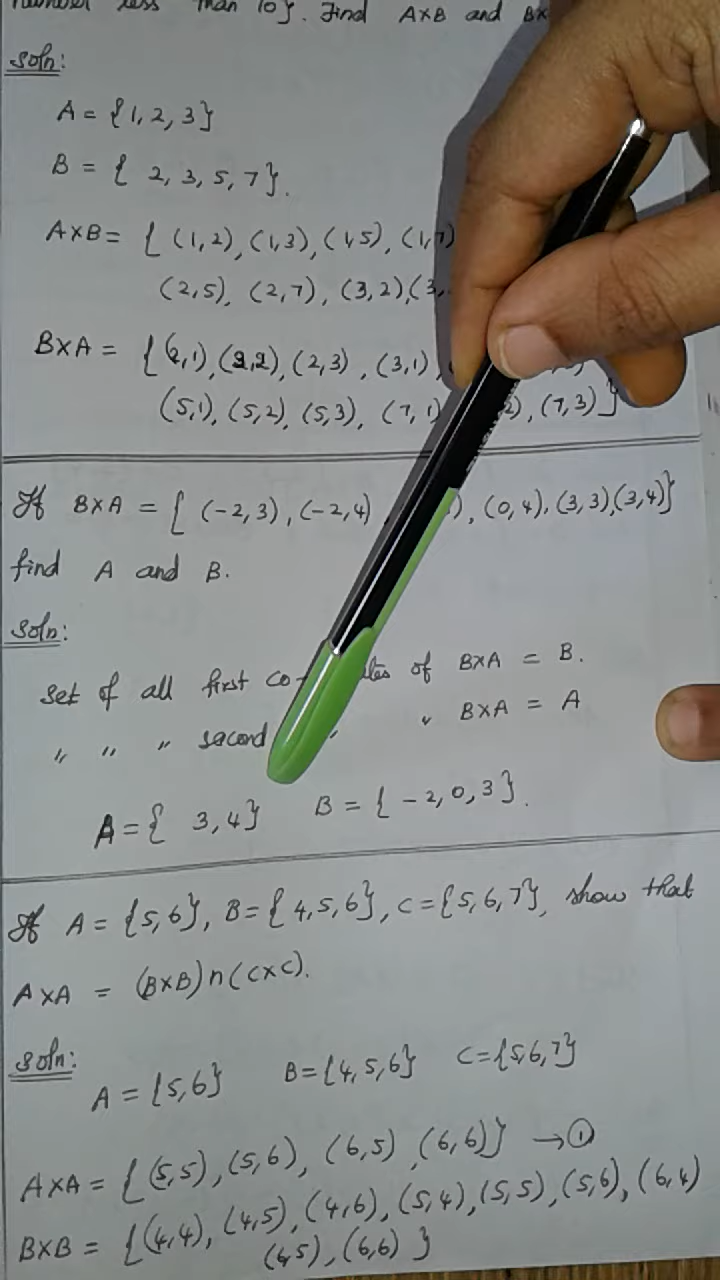 number less than 10}. Find A×B and B×
Soln:
A = {1, 2, 3}
B = { 2, 3, 5, 7}.
A×B = { (1,2), (1,3), (1,5), (1,7)
(2,5), (2,7), (3,2), (3,
B×A = { (2,1), (2,2), (2,3), (3,1),
(5,1), (5,2), (5,3), (7,1) 2), (7,3)}
If B×A = { (-2,3), (-2,4) ), (0,4), (3,3), (3,4)}
find A and B.
Soln:
Set of all first co- ates of B×A = B.
" " " second " B×A = A
A = { 3,4} B = { -2,0,3}.
If A = {5,6}, B = { 4,5,6}, C = {5,6,7}, show that
A×A = (B×B)∩(C×C).
Soln:
A = {5,6} B = {4,5,6} C = {5,6,7}
A×A = { (5,5), (5,6), (6,5), (6,6)} → ①
B×B = {(4,4), (4,5), (4,6), (5,4), (5,5), (5,6), (6,4)
(6,5), (6,6) }